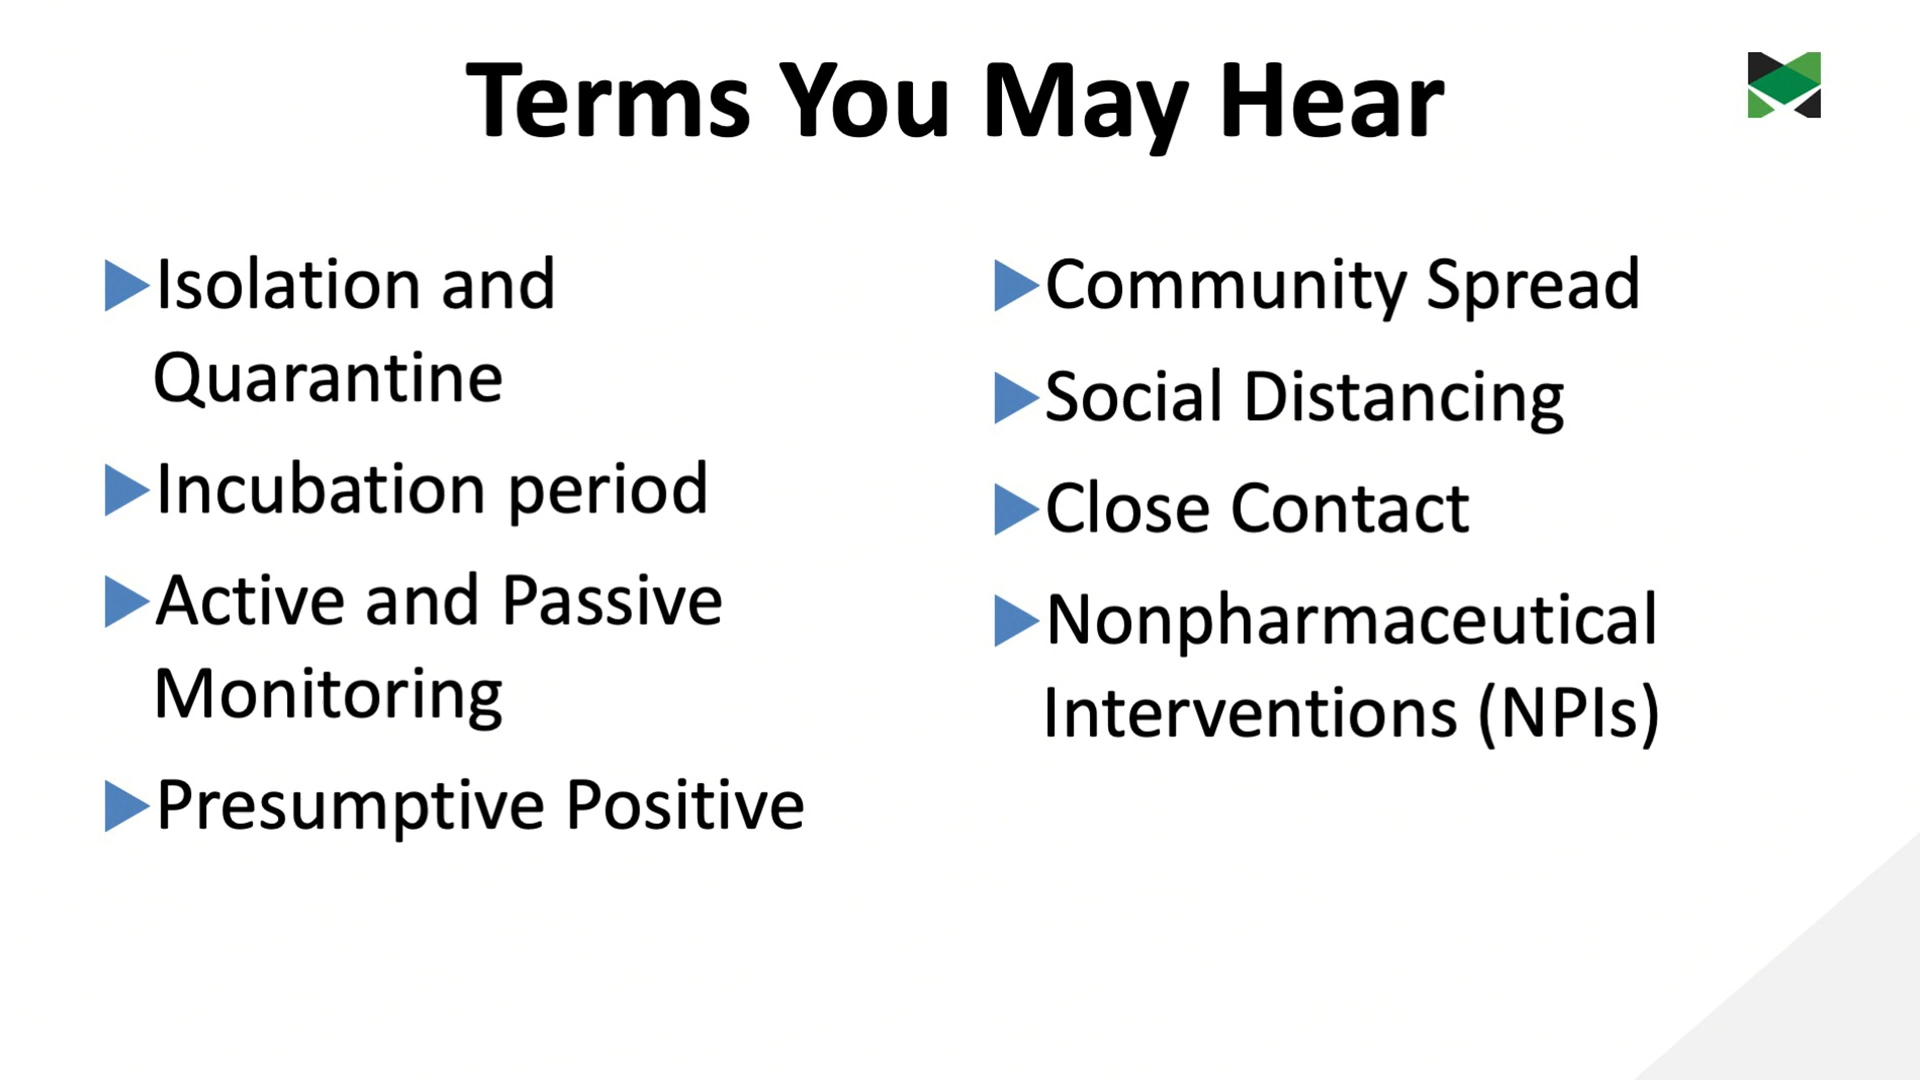 Terms You May Hear
Isolation and
Quarantine
Incubation period
Active and Passive
Monitoring
Presumptive Positive
Community Spread
Social Distancing
Close Contact
Nonpharmaceutical
Interventions (NPIs)